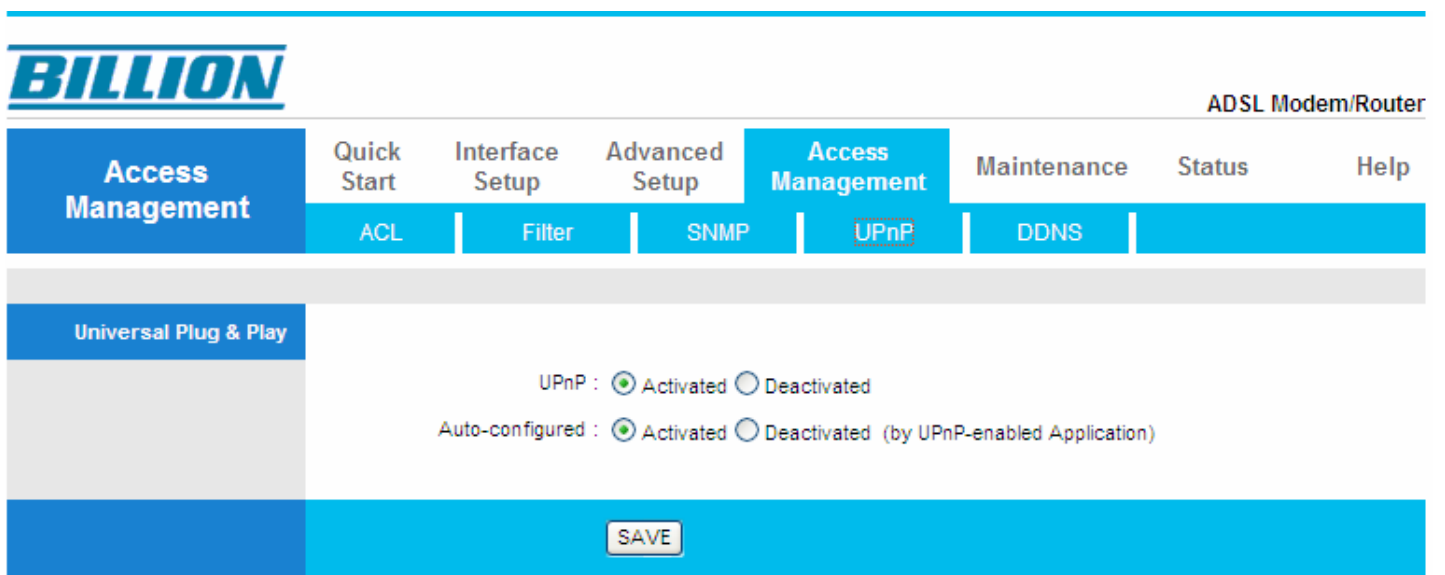 BILLION
ADSL Modem/Router
Access
Management
Quick
Start
Interface
Setup
Advanced
Setup
Access
Management
Maintenance
Status
Help
ACL
Filter
SNMP
UPnP
DDNS
Universal Plug & Play
UPnP : Activated Deactivated
Auto-configured : Activated Deactivated (by UPnP-enabled Application)
SAVE